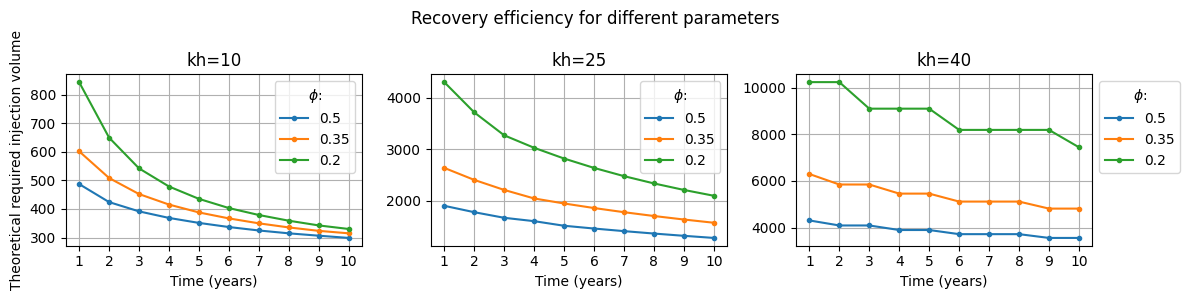 Recovery efficiency for different parameters
Theoretical required injection volume
kh=10
800
700
600
500
400
300
1 2 3 4 5 6 7 8 9 10
Time (years)
ϕ:
0.5
0.35
0.2
kh=25
4000
3000
2000
1 2 3 4 5 6 7 8 9 10
Time (years)
ϕ:
0.5
0.35
0.2
kh=40
10000
8000
6000
4000
1 2 3 4 5 6 7 8 9 10
Time (years)
ϕ:
0.5
0.35
0.2